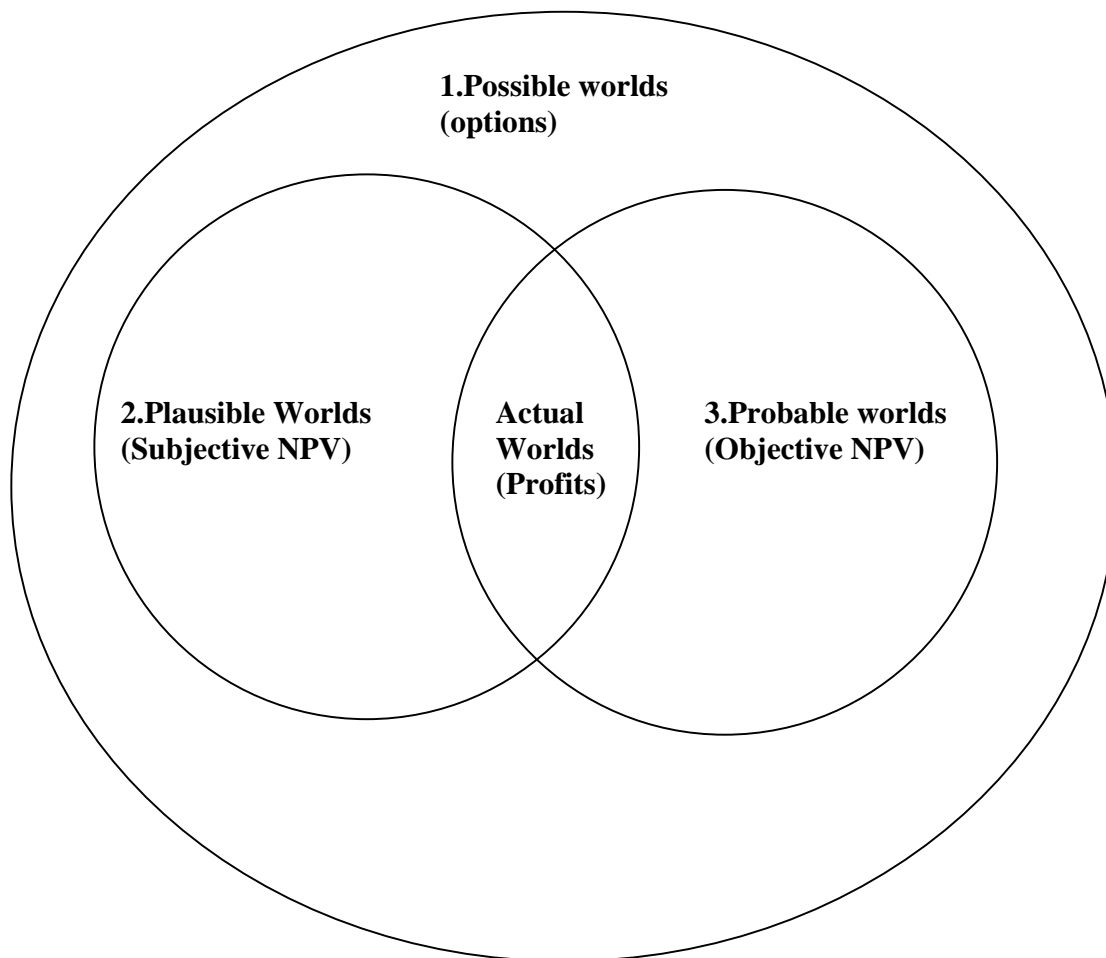 1.Possible worlds
(options)
2.Plausible Worlds
(Subjective NPV)
Actual
Worlds
(Profits)
3.Probable worlds
(Objective NPV)